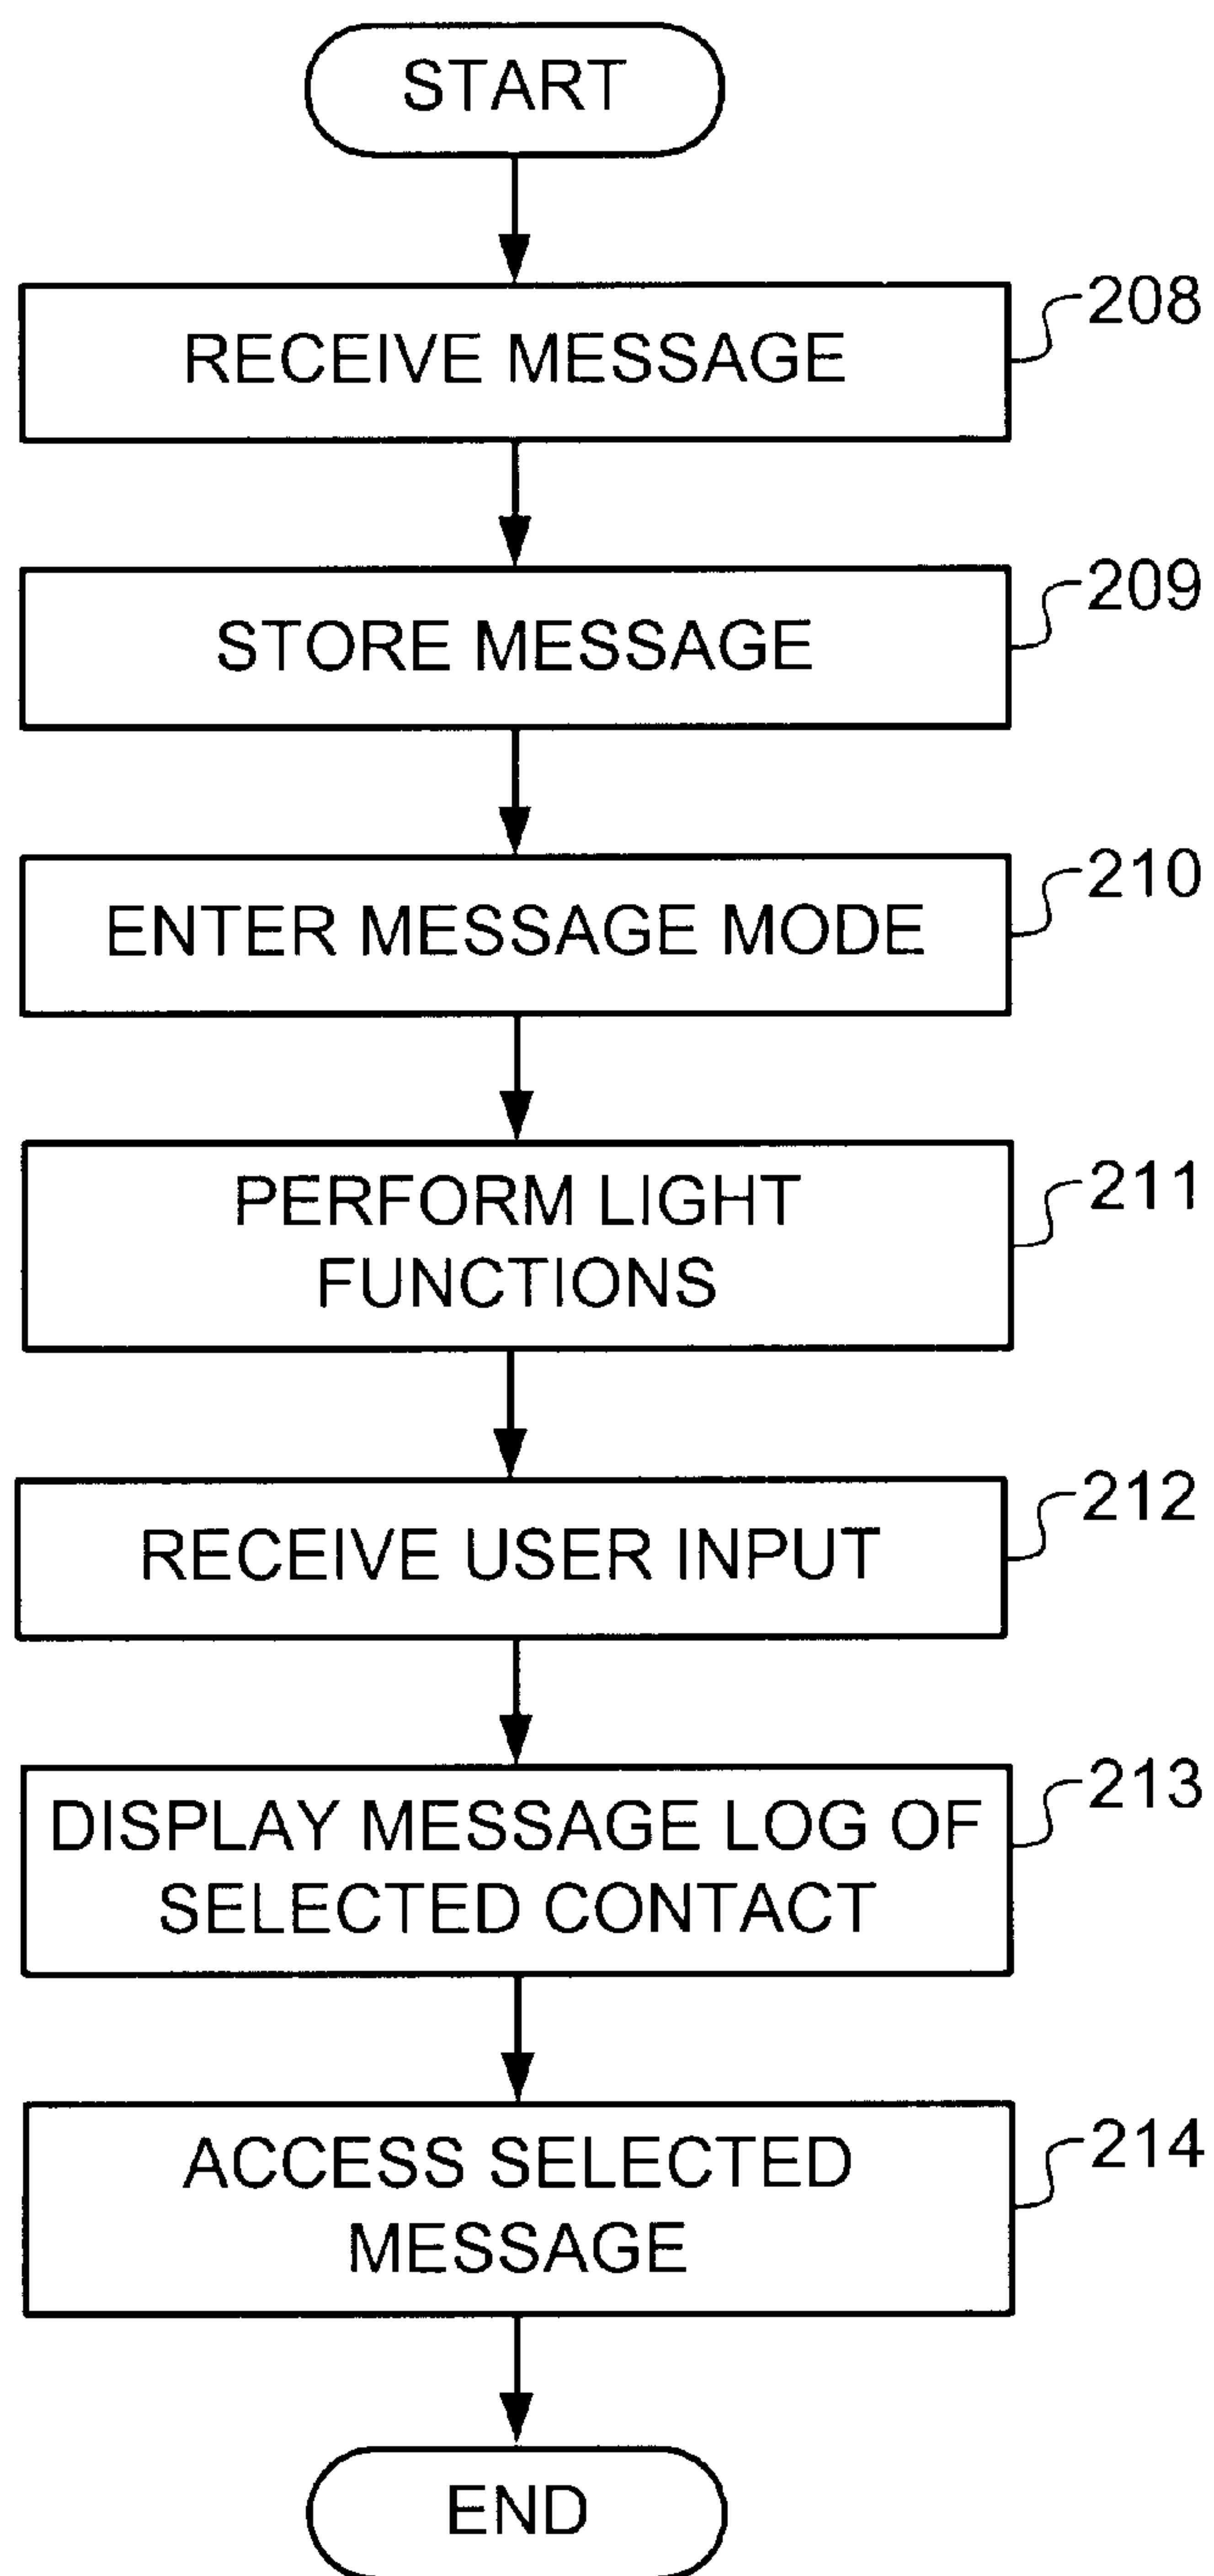 START
RECEIVE MESSAGE
208
STORE MESSAGE
209
ENTER MESSAGE MODE
210
PERFORM LIGHT
FUNCTIONS
211
RECEIVE USER INPUT
212
DISPLAY MESSAGE LOG OF
SELECTED CONTACT
213
ACCESS SELECTED
MESSAGE
214
END